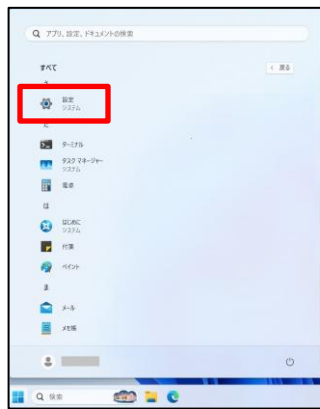 アプリ、設定、ドキュメントの検索
すべて
戻る
さ
設定
システム
た
ターミナル
タスク マネージャー
システム
電卓
は
はじめに
システム
付箋
ペイント
ま
メール
メモ帳
検索